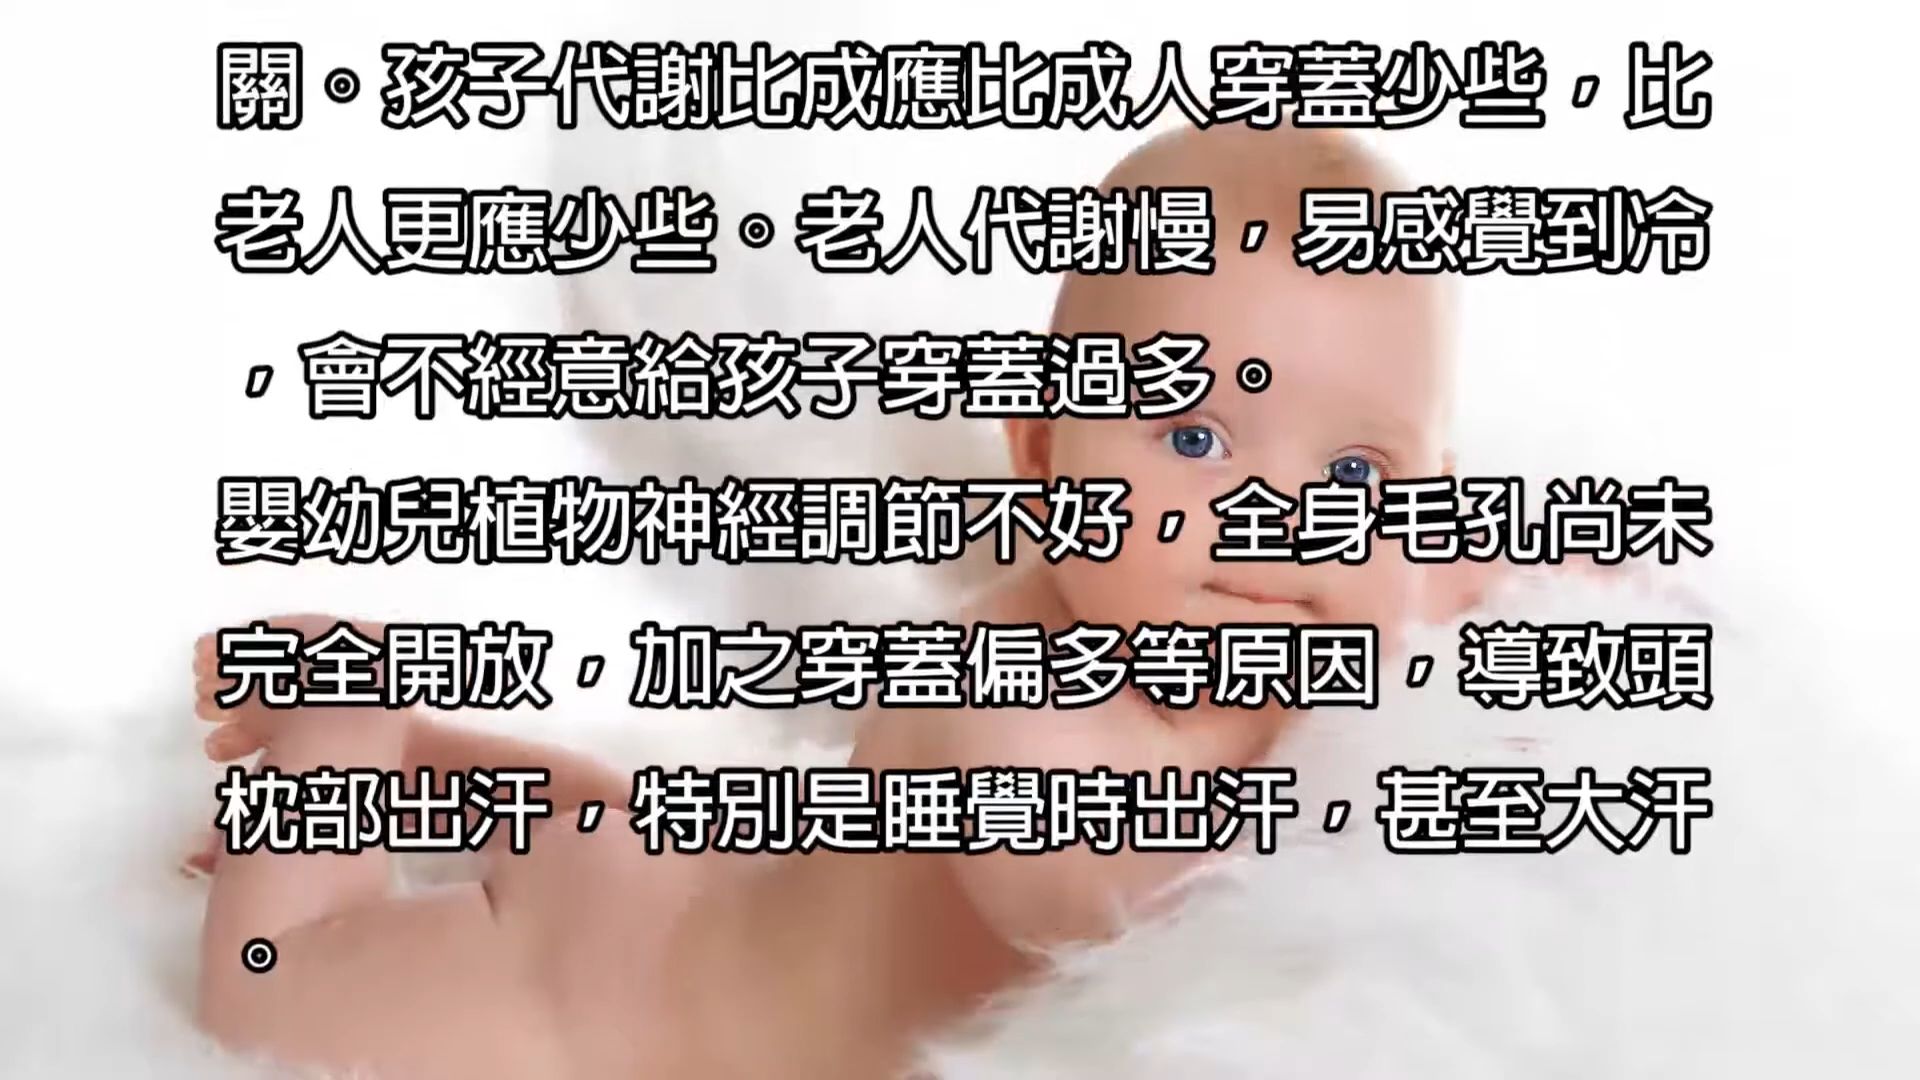 關。孩子代謝比成應比成人穿蓋少些，比
老人更應少些。老人代謝慢，易感覺到冷
，會不經意給孩子穿蓋過多。
嬰幼兒植物神經調節不好，全身毛孔尚未
完全開放，加之穿蓋偏多等原因，導致頭
枕部出汗，特別是睡覺時出汗，甚至大汗
。